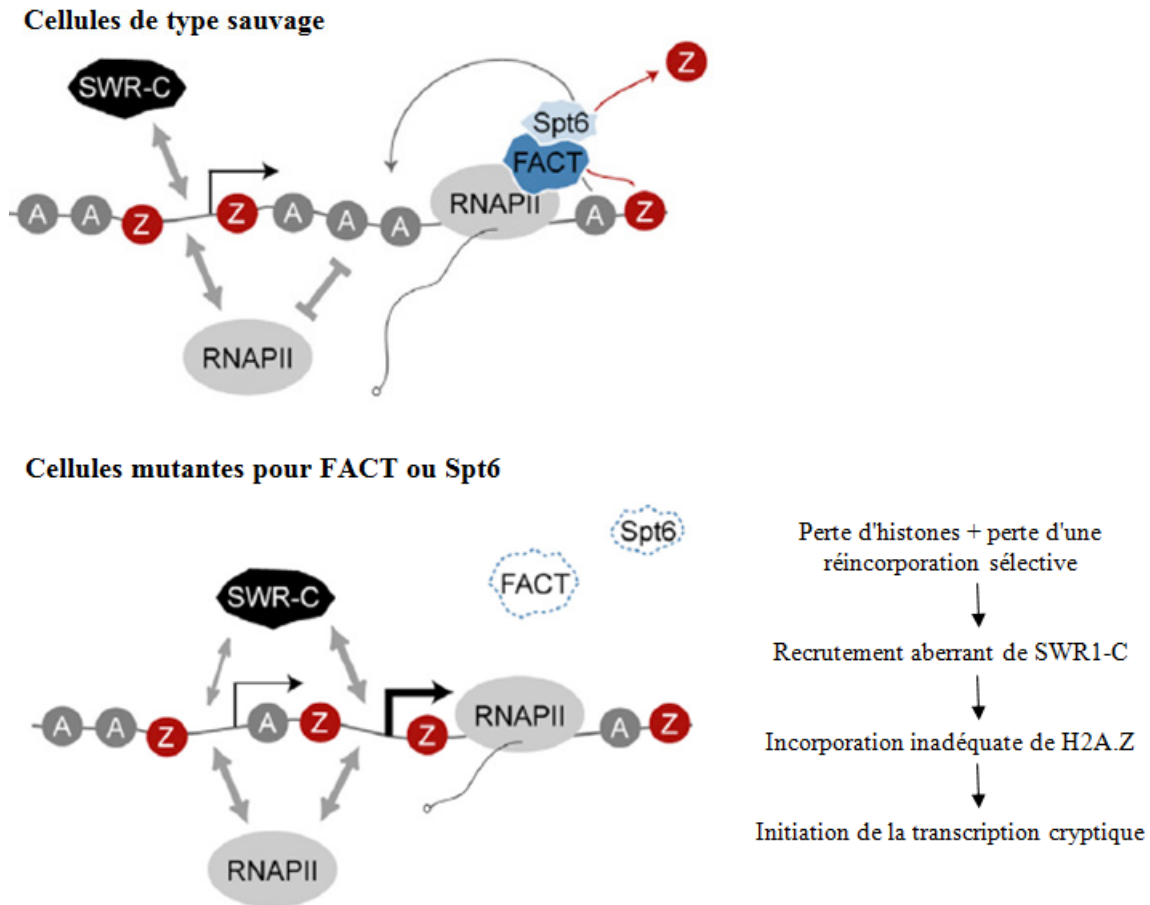 Cellules de type sauvage
Z
SWR-C
Spt6
FACT
RNAPII
A A Z Z A A A A Z
RNAPII
Cellules mutantes pour FACT ou Spt6
Spt6
FACT
SWR-C
RNAPII
A A Z A Z Z A Z
RNAPII
Perte d'histones + perte d'une
réincorporation sélective
Recrutement aberrant de SWR1-C
Incorporation inadéquate de H2A.Z
Initiation de la transcription cryptique